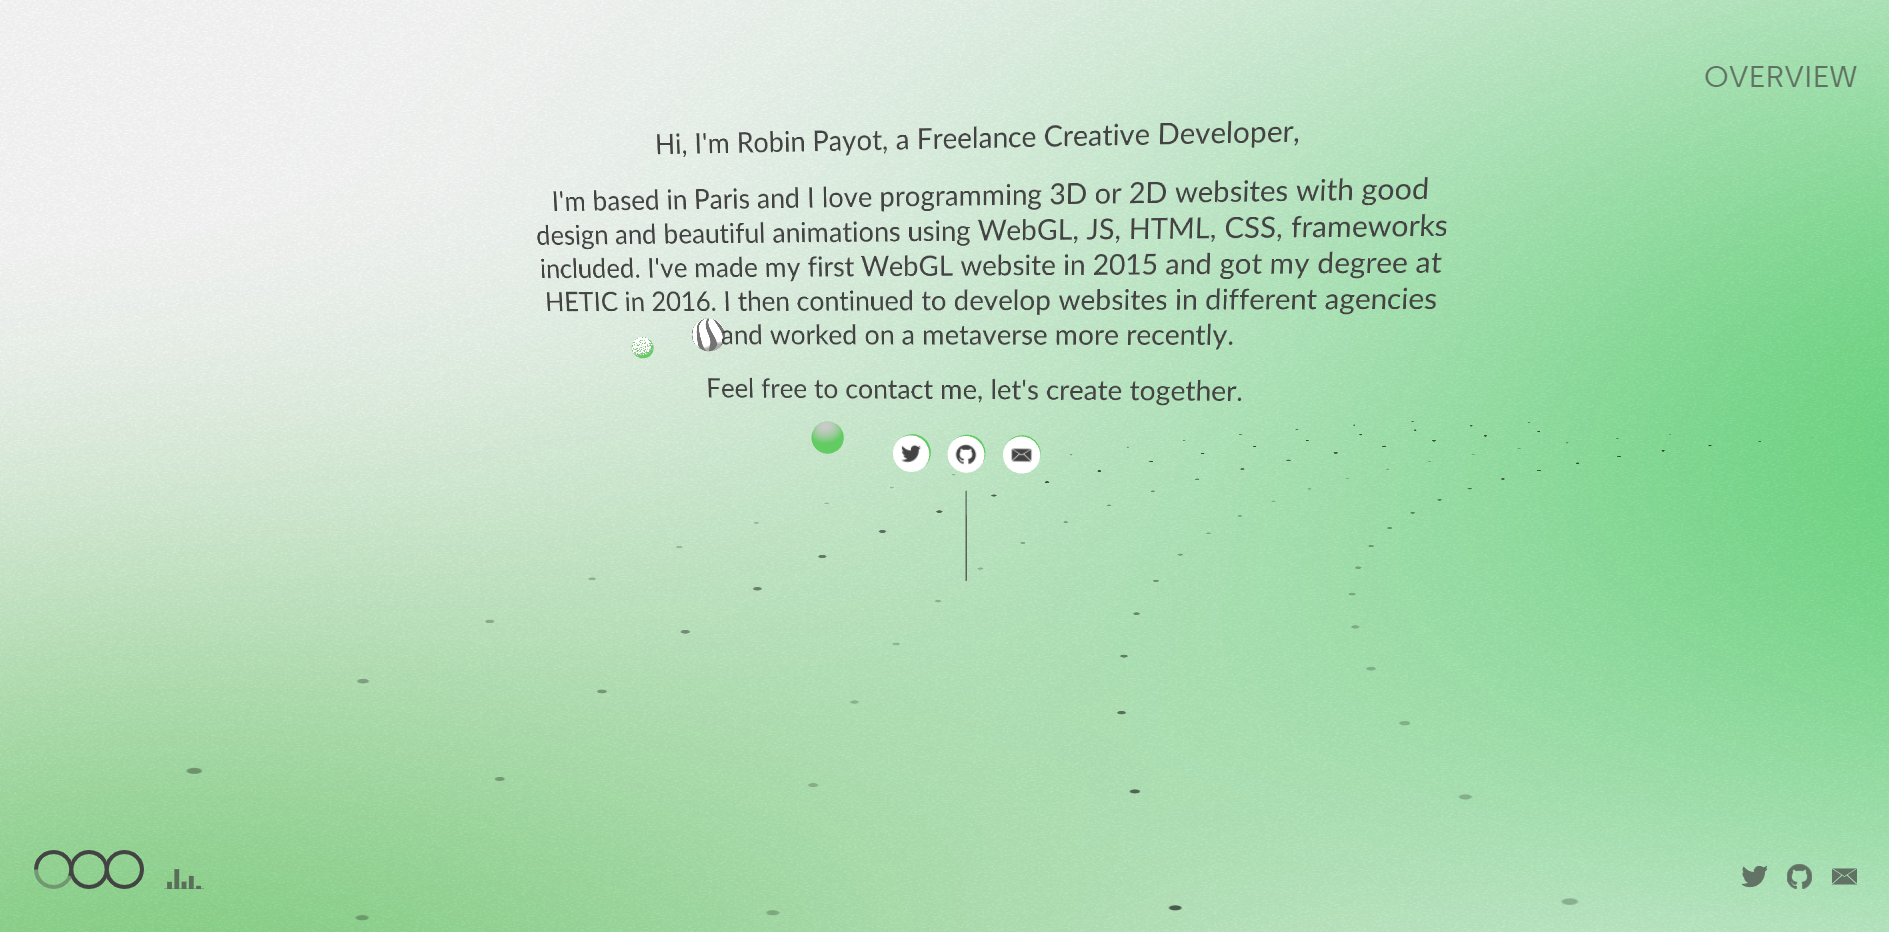 OVERVIEW
Hi, I'm Robin Payot, a Freelance Creative Developer,
I'm based in Paris and I love programming 3D or 2D websites with good
design and beautiful animations using WebGL, JS, HTML, CSS, frameworks
included. I've made my first WebGL website in 2015 and got my degree at
HETIC in 2016. I then continued to develop websites in different agencies
and worked on a metaverse more recently.
Feel free to contact me, let's create together.